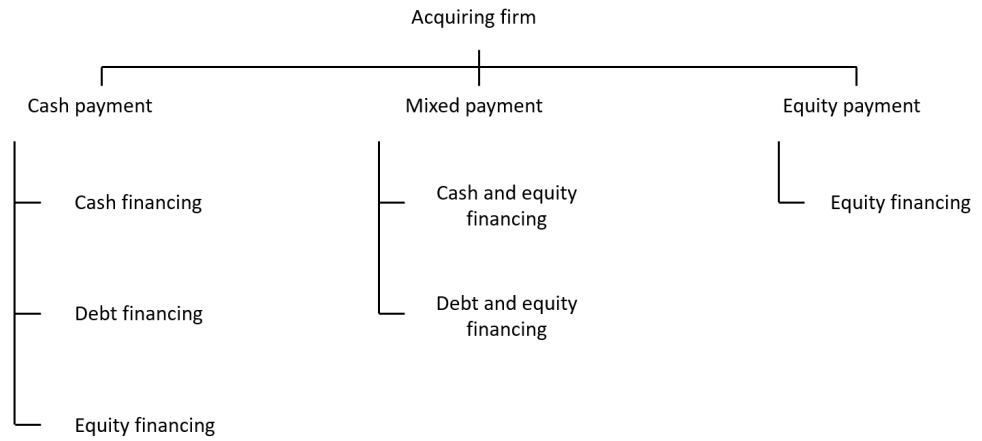 Acquiring firm
Cash payment
Mixed payment
Equity payment
Cash financing
Cash and equity
financing
Equity financing
Debt financing
Debt and equity
financing
Equity financing